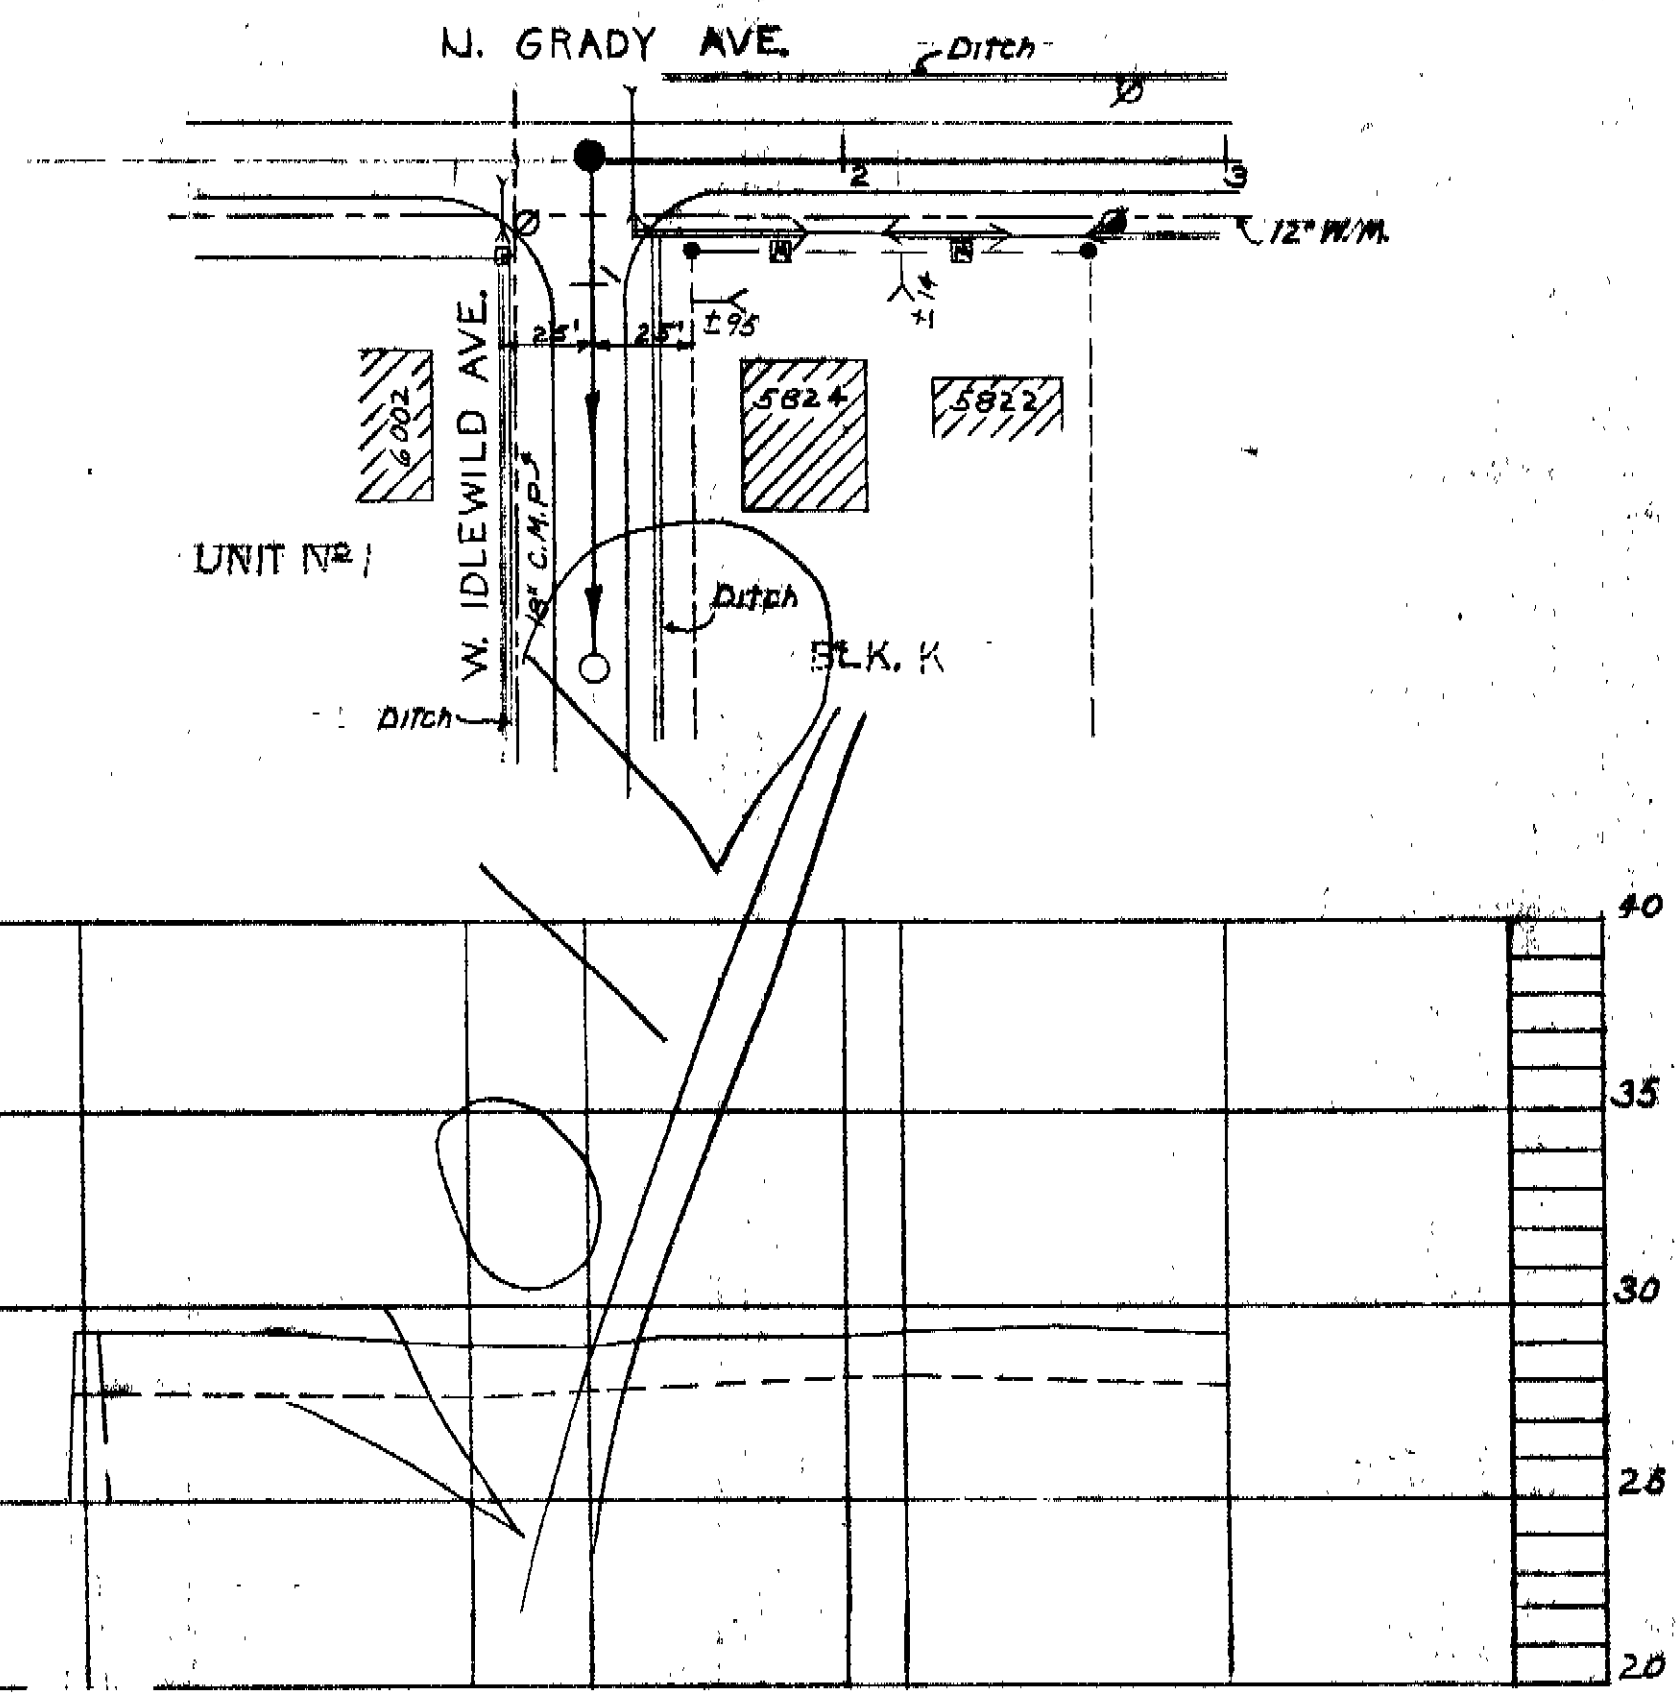 N. GRADY AVE.
Ditch
2
3
12" W/M.
±95
+14
25'
25'
W. IDLEWILD AVE.
6002
5824
5822
18" C.M.P.
UNIT Nº 1
Ditch
BLK. K
Ditch
40
35
30
25
20